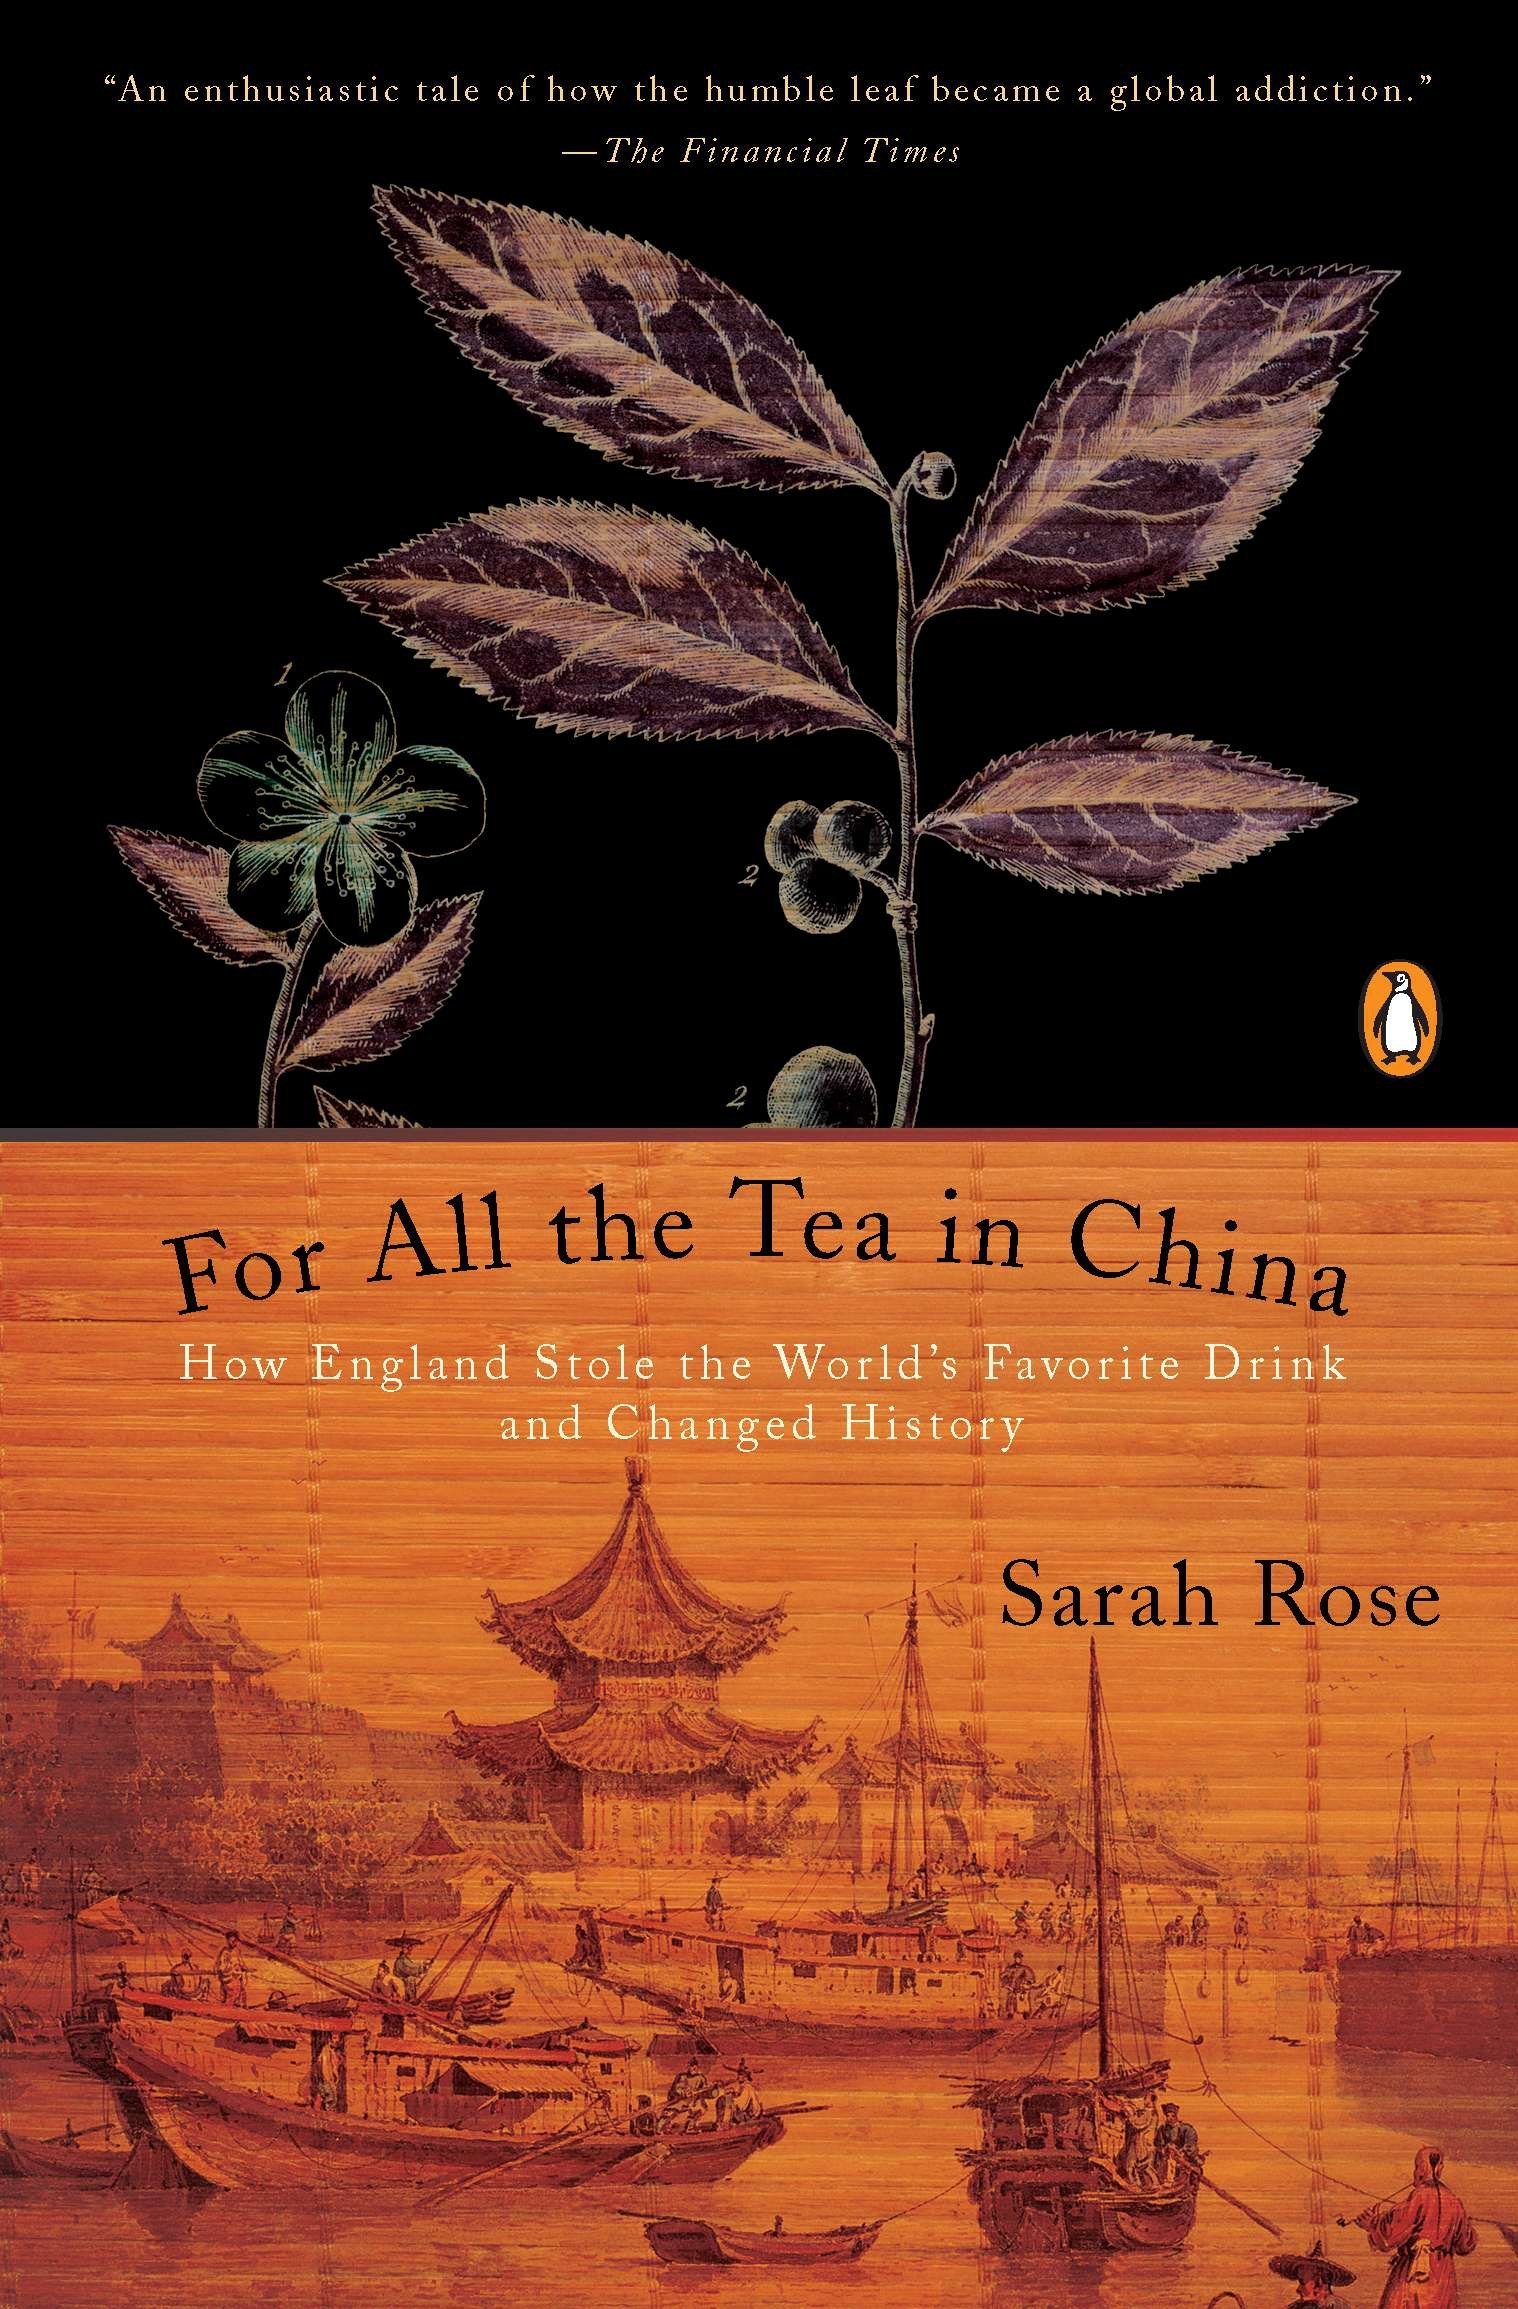 “An enthusiastic tale of how the humble leaf became a global addiction.”
—The Financial Times
1
2
2
For All the Tea in China
How England Stole the World’s Favorite Drink
and Changed History
Sarah Rose